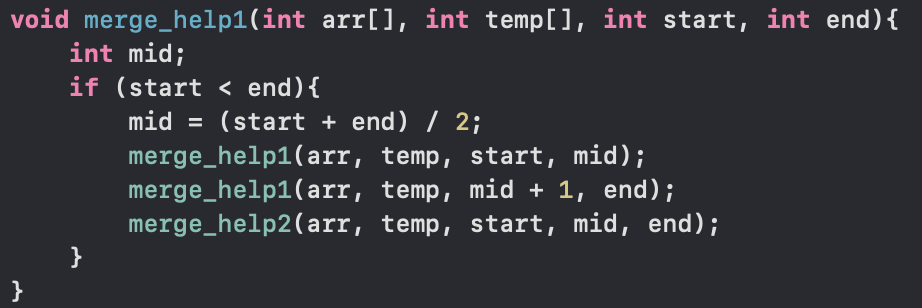 void merge_help1(int arr[], int temp[], int start, int end){
    int mid;
    if (start < end){
        mid = (start + end) / 2;
        merge_help1(arr, temp, start, mid);
        merge_help1(arr, temp, mid + 1, end);
        merge_help2(arr, temp, start, mid, end);
    }
}